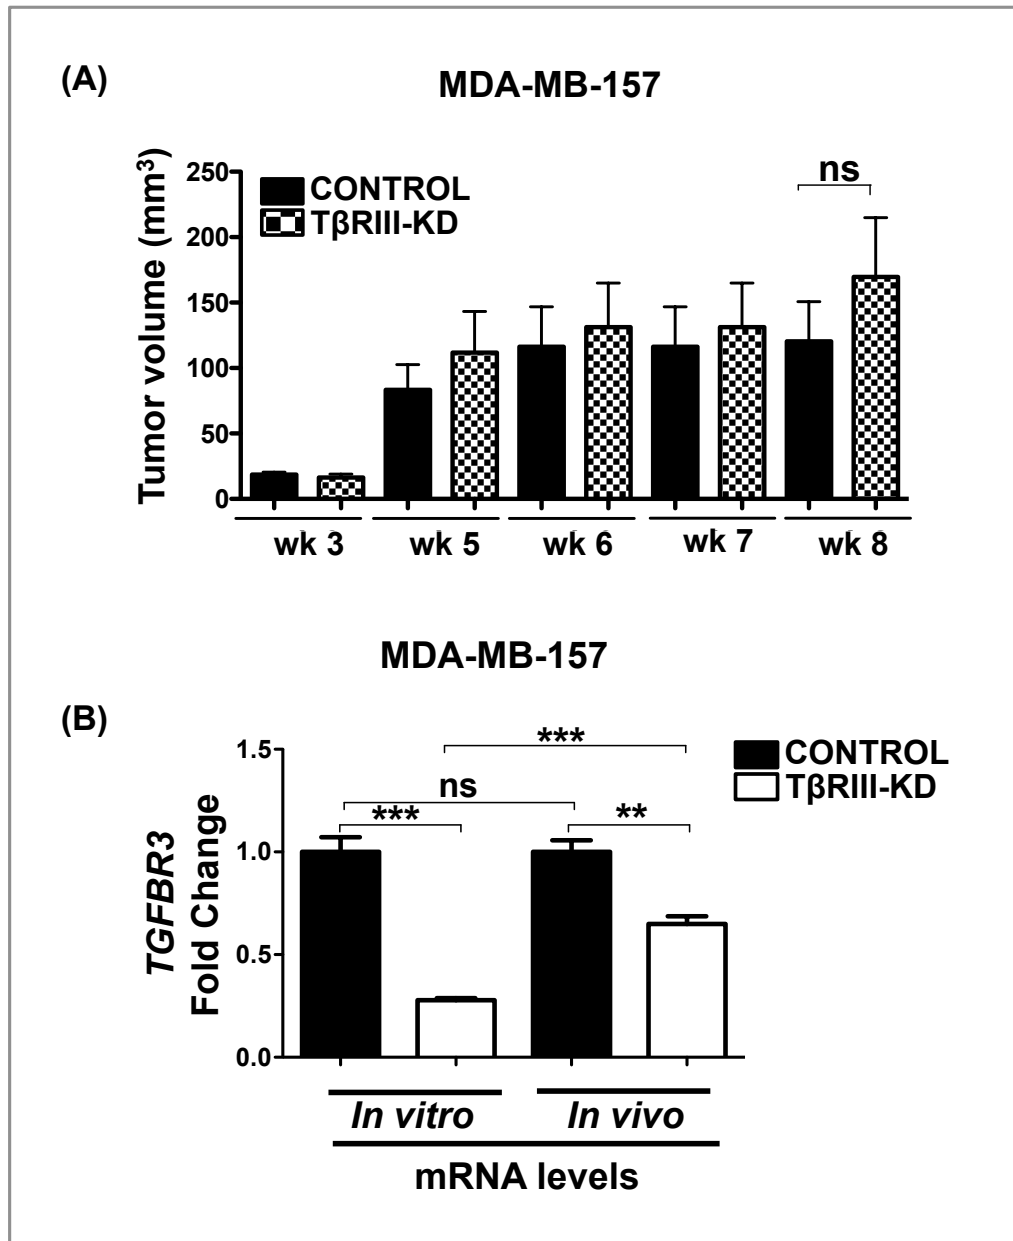 (A)
MDA-MB-157
Tumor volume (mm³)
250
200
150
100
50
0
CONTROL
TβRIII-KD
ns
wk 3
wk 5
wk 6
wk 7
wk 8
MDA-MB-157
(B)
TGFBR3
Fold Change
1.5
1.0
0.5
0.0
***
ns
***
**
CONTROL
TβRIII-KD
In vitro
In vivo
mRNA levels